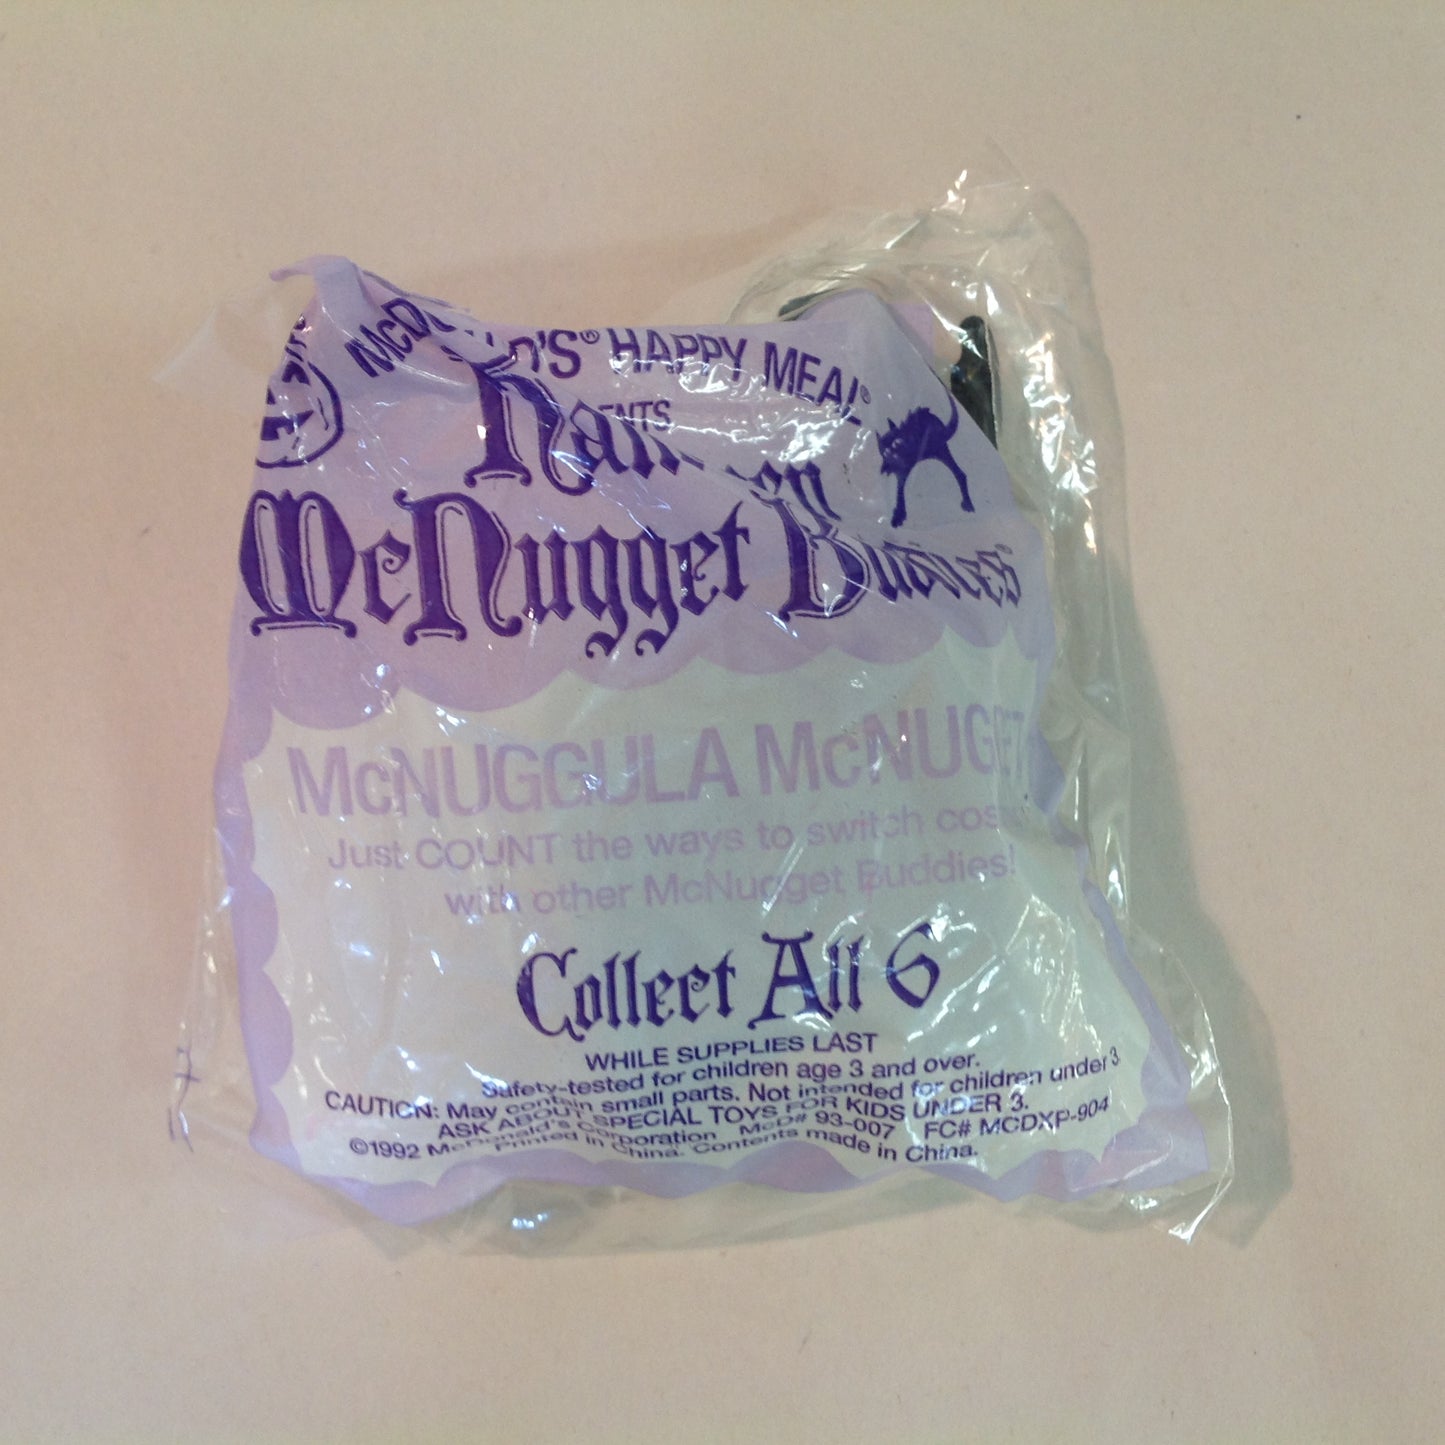 McDONALD'S® HAPPY MEAL®
McNugget Buddies®
McNUGGULA McNUGGET
Just COUNT the ways to switch
with other McNugget Buddies!
Collect All 6
WHILE SUPPLIES LAST
Safety-tested for children age 3 and over.
CAUTION: May contain small parts. Not intended for children under 3.
ASK ABOUT SPECIAL TOYS FOR KIDS UNDER 3.
©1992 McDonald's Corporation McD# 93-007 FC# MCDXP-904
Printed in China. Contents made in China.